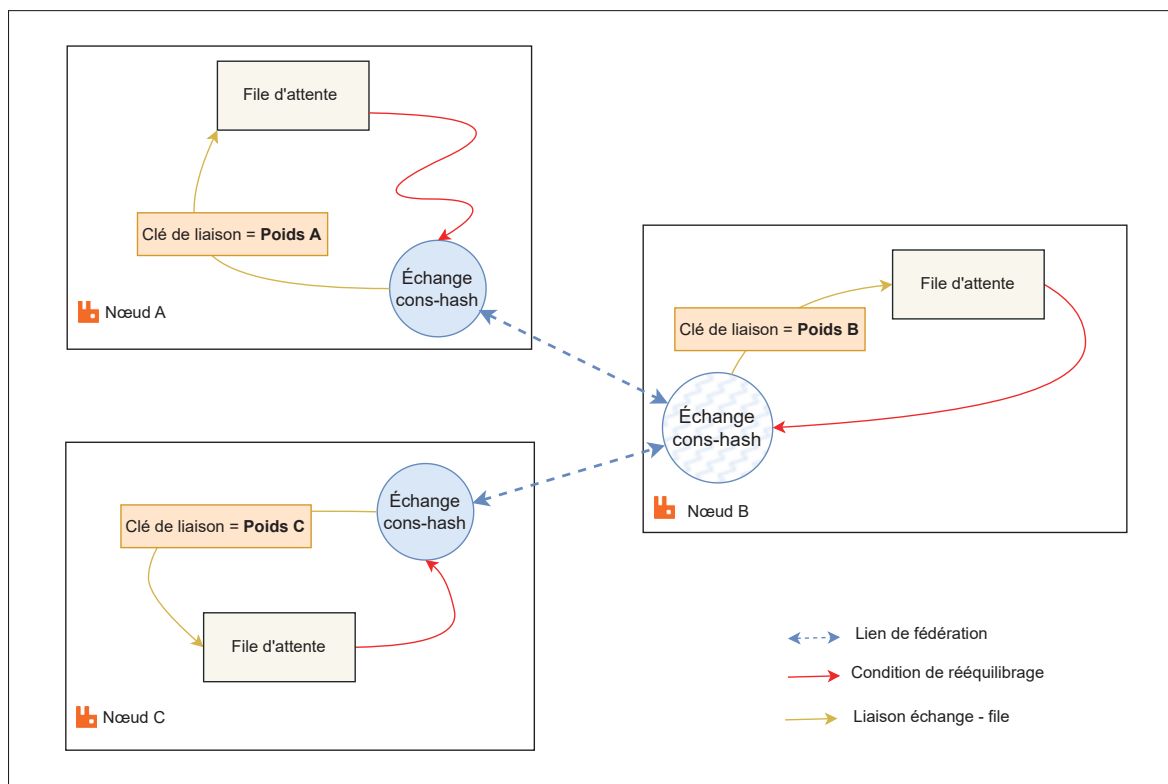 File d'attente
Clé de liaison = Poids A
Échange
cons-hash
Nœud A
File d'attente
Clé de liaison = Poids B
Échange
cons-hash
Nœud B
Échange
cons-hash
Clé de liaison = Poids C
File d'attente
Nœud C
Lien de fédération
Condition de rééquilibrage
Liaison échange - file